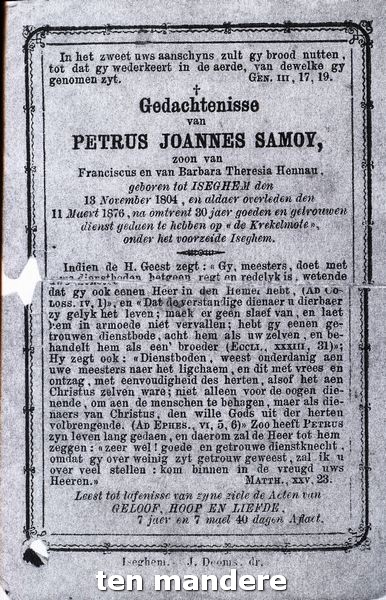 In het zweet uws aanschyns zult gy brood nutten,
tot dat gy wederkeert in de aerde, van dewelke gy
genomen zyt. GEN. III, 17, 19.
✝
Gedachtenisse
van
PETRUS JOANNES SAMOY,
zoon van
Franciscus en van Barbara Theresia Hennau,
geboren tot ISEGHEM den
13 November 1804, en aldaer overleden den
11 Maert 1876, na omtrent 30 jaer goeden en getrouwen
dienst gedaen te hebben op « de Krekelmote »,
onder het voorzeide Iseghem.
Indien de H. Geest zegt: « Gy, meesters, doet met
uwe dienstboden hetgeen regt en redelyk is, wetende
dat gy ook eenen Heer in den Hemel hebt, (AD CO-
LOSS. IV, 1)», en « Dat de verstandige dienaer u dierbaer
zy gelyk het leven; maek er geen slaef van, en laet
hem in armoede niet vervallen; hebt gy eenen ge-
trouwen dienstbode, acht hem als uw zelven, en be-
handelt hem als een broeder (ECCLI, XXXIII, 31)»;
Hy zegt ook: « Dienstboden, weest onderdanig aen
uwe meesters naer het ligchaem, en dit met vrees en
ontzag, met eenvoudigheid des herten, alsof het aen
Christus zelven ware; niet alleen voor de oogen die-
nende, om aen de menschen te behagen, maer als die-
naers van Christus, den wille Gods uit der herten
volbrengende. (AD EPHES., VI, 5, 6)» Zoo heeft PETRUS
zyn leven lang gedaen, en daerom zal de Heer tot hem
zeggen: « zeer wel! goede en getrouwe dienstknecht,
omdat gy over weinig zyt getrouw geweest, zal ik u
over veel stellen: kom binnen in de vreugd uws
Heeren.» MATTH., XXV, 23.
Leest tot lafenisse van zyne ziele de Acten van
GELOOF, HOOP EN LIEFDE,
7 jaer en 7 mael 40 dagen Aflaet.
Iseghem. - J. Dooms, dr.
ten mandere